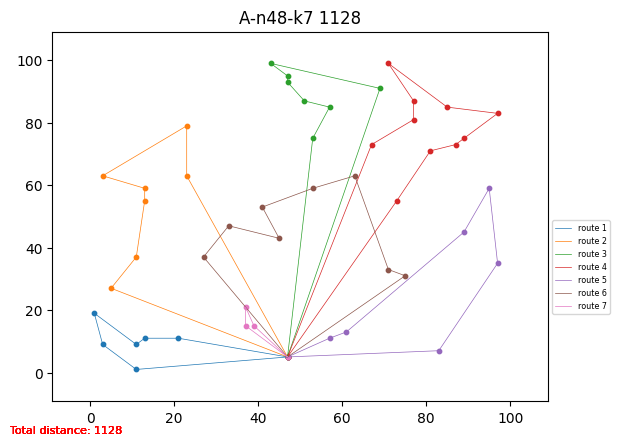 A-n48-k7 1128
100
80
60
40
20
0
0 20 40 60 80 100
route 1
route 2
route 3
route 4
route 5
route 6
route 7
Total distance: 1128